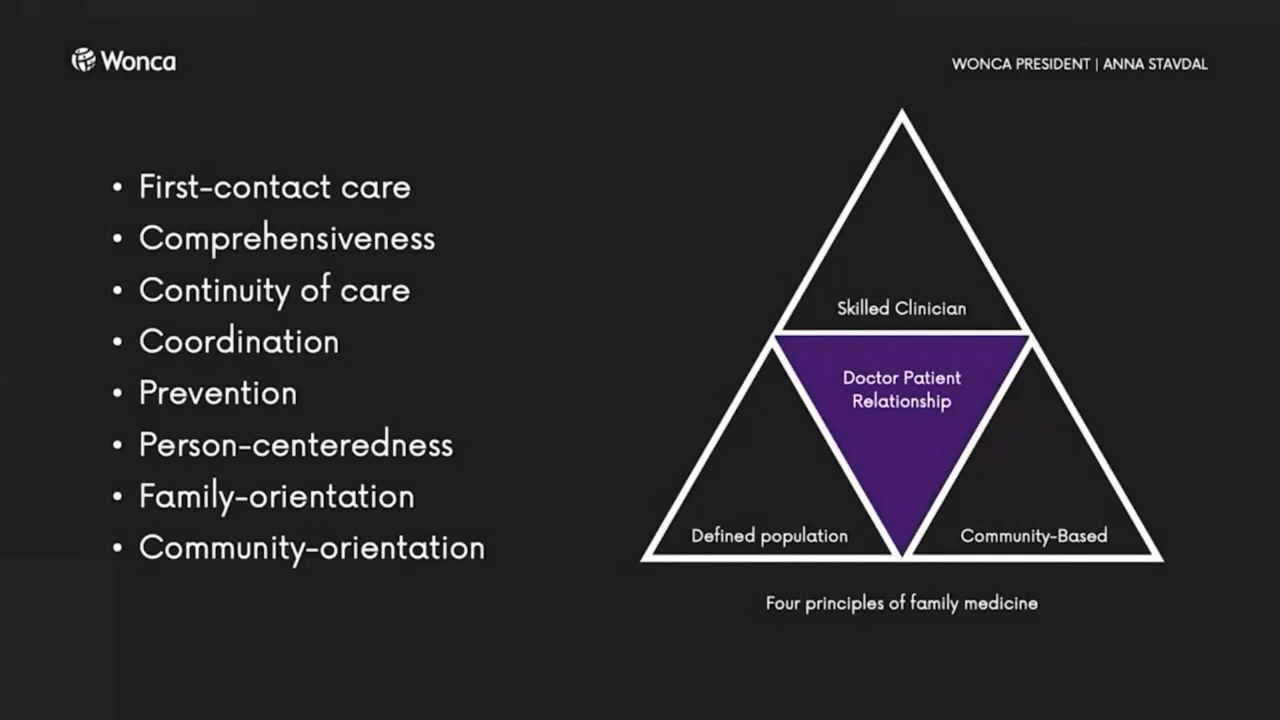 Wonca
WONCA PRESIDENT | ANNA STAVDAL
• First-contact care
• Comprehensiveness
• Continuity of care
• Coordination
• Prevention
• Person-centeredness
• Family-orientation
• Community-orientation
Skilled Clinician
Doctor Patient
Relationship
Defined population
Community-Based
Four principles of family medicine